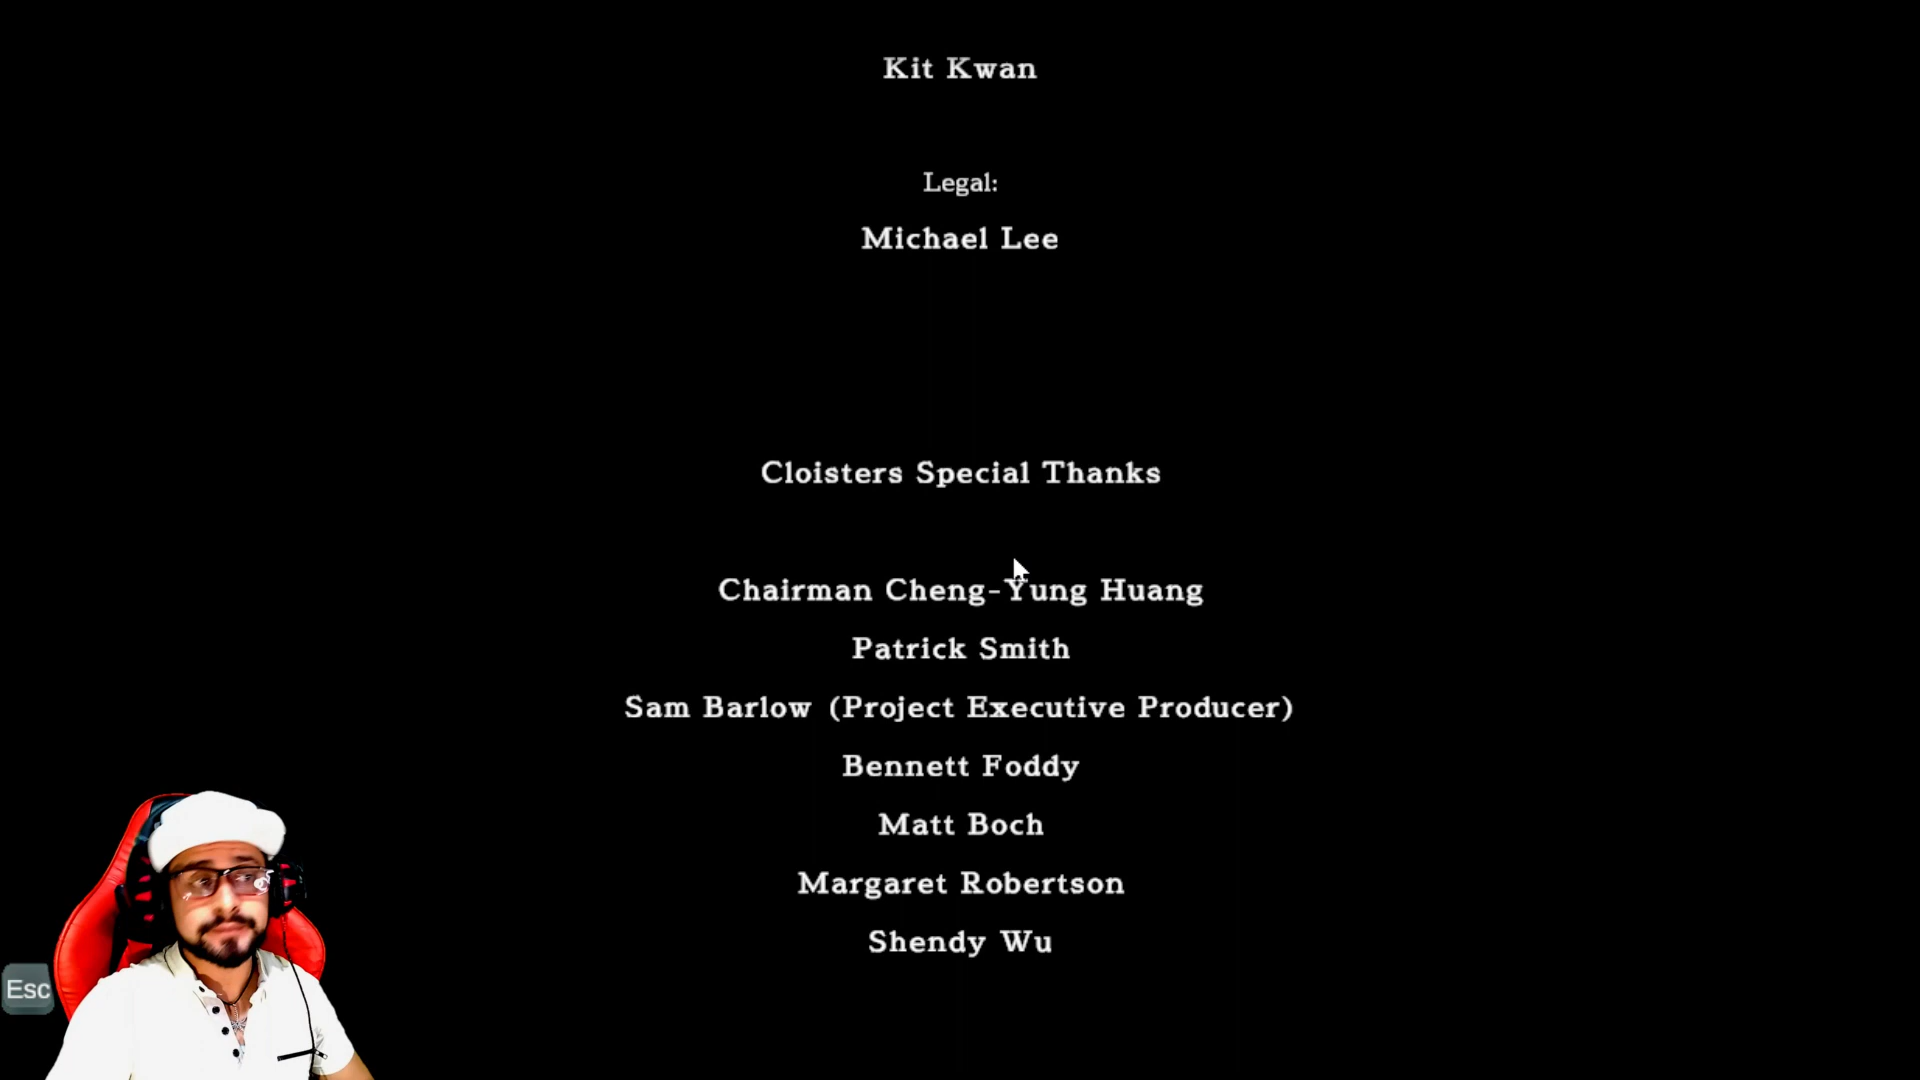 Kit Kwan
Legal:
Michael Lee
Cloisters Special Thanks
Chairman Cheng-Yung Huang
Patrick Smith
Sam Barlow (Project Executive Producer)
Bennett Foddy
Matt Boch
Margaret Robertson
Shendy Wu
Esc